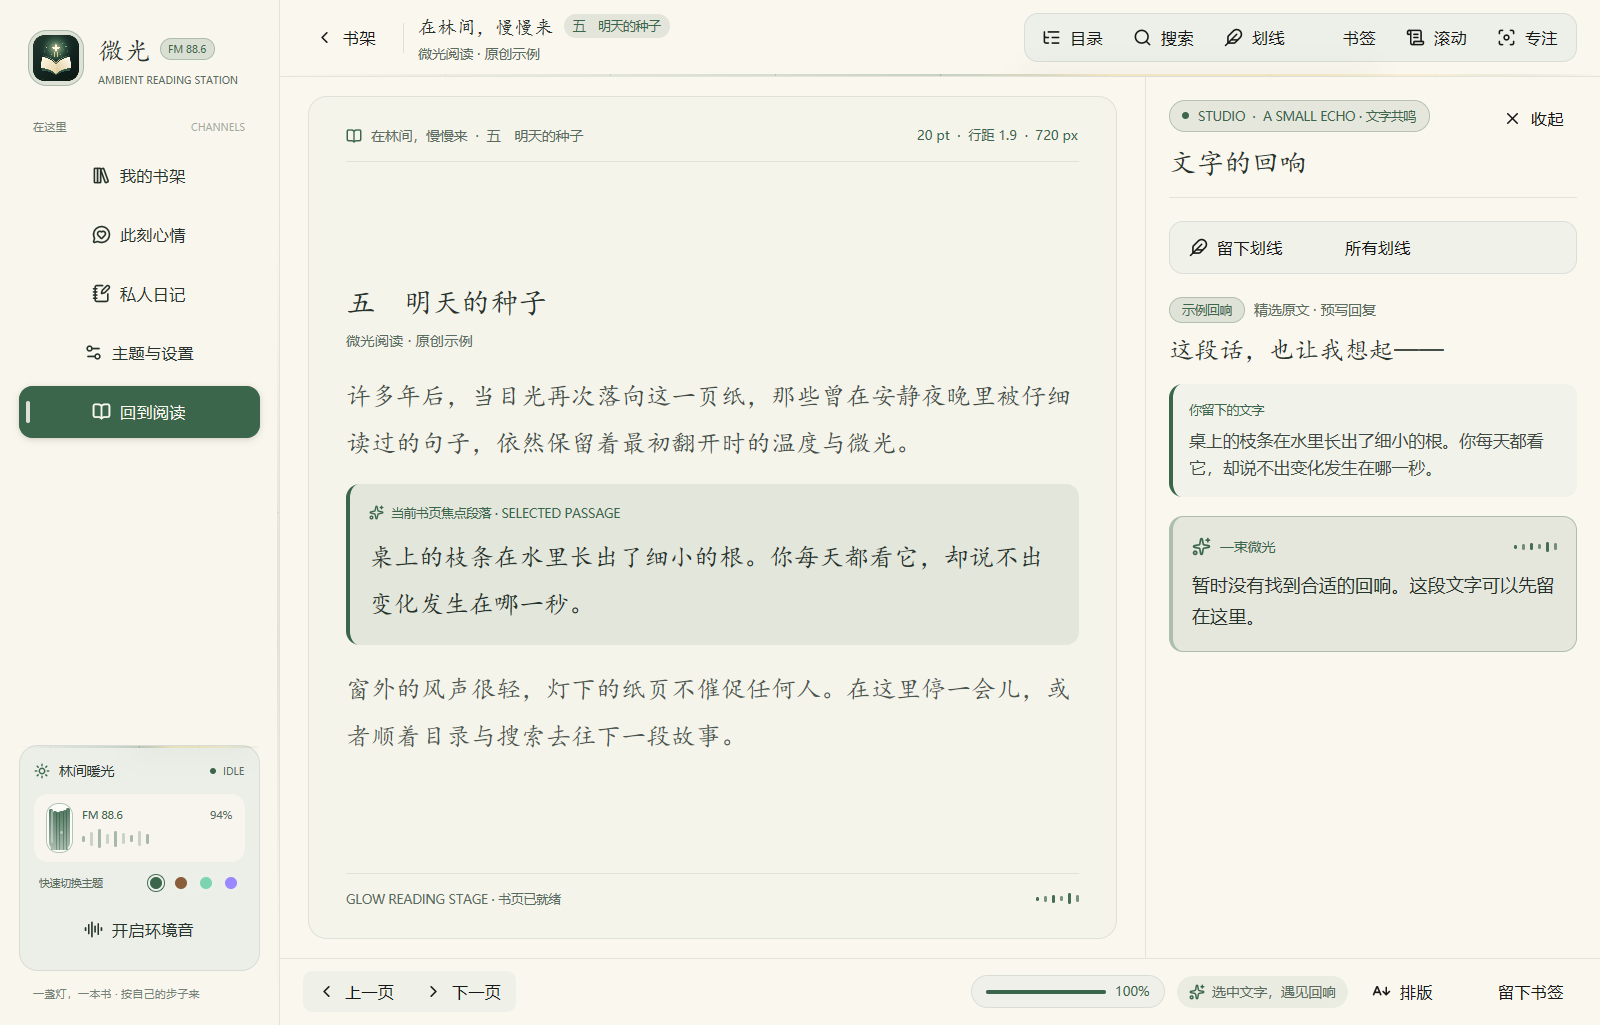 微光 FM 88.6
AMBIENT READING STATION
在这里 CHANNELS
我的书架
此刻心情
私人日记
主题与设置
回到阅读
林间暖光 IDLE
FM 88.6 94%
快速切换主题
开启环境音
一盏灯，一本书 · 按自己的步子来
书架
在林间，慢慢来 五　明天的种子
微光阅读 · 原创示例
目录 搜索 划线 书签 滚动 专注
在林间，慢慢来 · 五　明天的种子 20 pt · 行距 1.9 · 720 px
五　明天的种子
微光阅读 · 原创示例
许多年后，当目光再次落向这一页纸，那些曾在安静夜晚里被仔细
读过的句子，依然保留着最初翻开时的温度与微光。
当前书页焦点段落 · SELECTED PASSAGE
桌上的枝条在水里长出了细小的根。你每天都看它，却说不出
变化发生在哪一秒。
窗外的风声很轻，灯下的纸页不催促任何人。在这里停一会儿，或
者顺着目录与搜索去往下一段故事。
GLOW READING STAGE · 书页已就绪
STUDIO · A SMALL ECHO · 文字共鸣 收起
文字的回响
留下划线 所有划线
示例回响 精选原文 · 预写回复
这段话，也让我想起——
你留下的文字
桌上的枝条在水里长出了细小的根。你每天都看
它，却说不出变化发生在哪一秒。
一束微光
暂时没有找到合适的回响。这段文字可以先留
在这里。
上一页 下一页 100% 选中文字，遇见回响 排版 留下书签